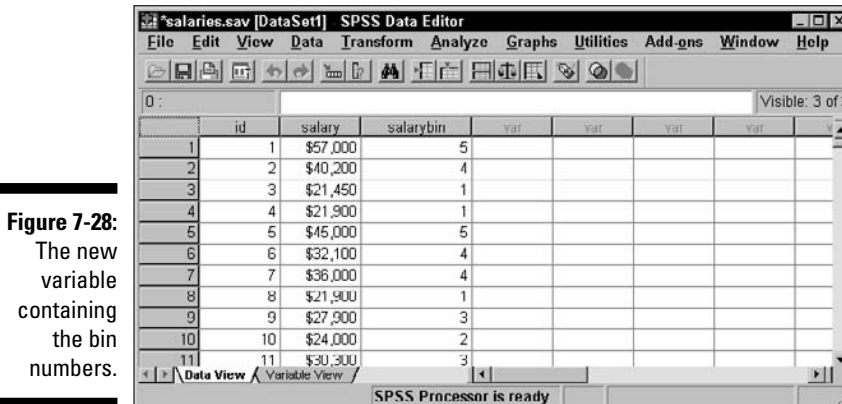 *salaries.sav [DataSet1] SPSS Data Editor
File Edit View Data Transform Analyze Graphs Utilities Add-ons Window Help
0 :
Visible: 3 of
id salary salarybin var var var var
1 1 $57,000 5
2 2 $40,200 4
3 3 $21,450 1
4 4 $21,900 1
5 5 $45,000 5
6 6 $32,100 4
7 7 $36,000 4
8 8 $21,900 1
9 9 $27,900 3
10 10 $24,000 2
11 11 $30,300 3
Data View Variable View
SPSS Processor is ready
Figure 7-28:
The new
variable
containing
the bin
numbers.